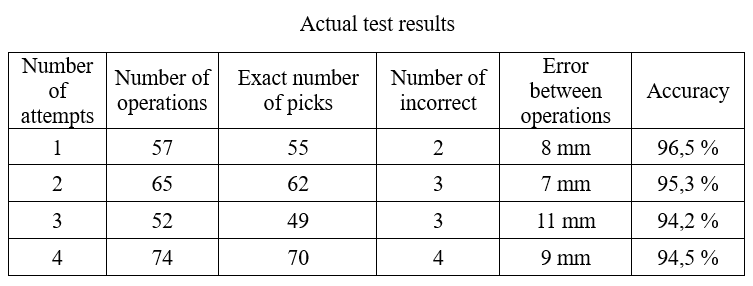 Actual test results
Number of attempts Number of operations Exact number of picks Number of incorrect Error between operations Accuracy
1 57 55 2 8 mm 96,5 %
2 65 62 3 7 mm 95,3 %
3 52 49 3 11 mm 94,2 %
4 74 70 4 9 mm 94,5 %